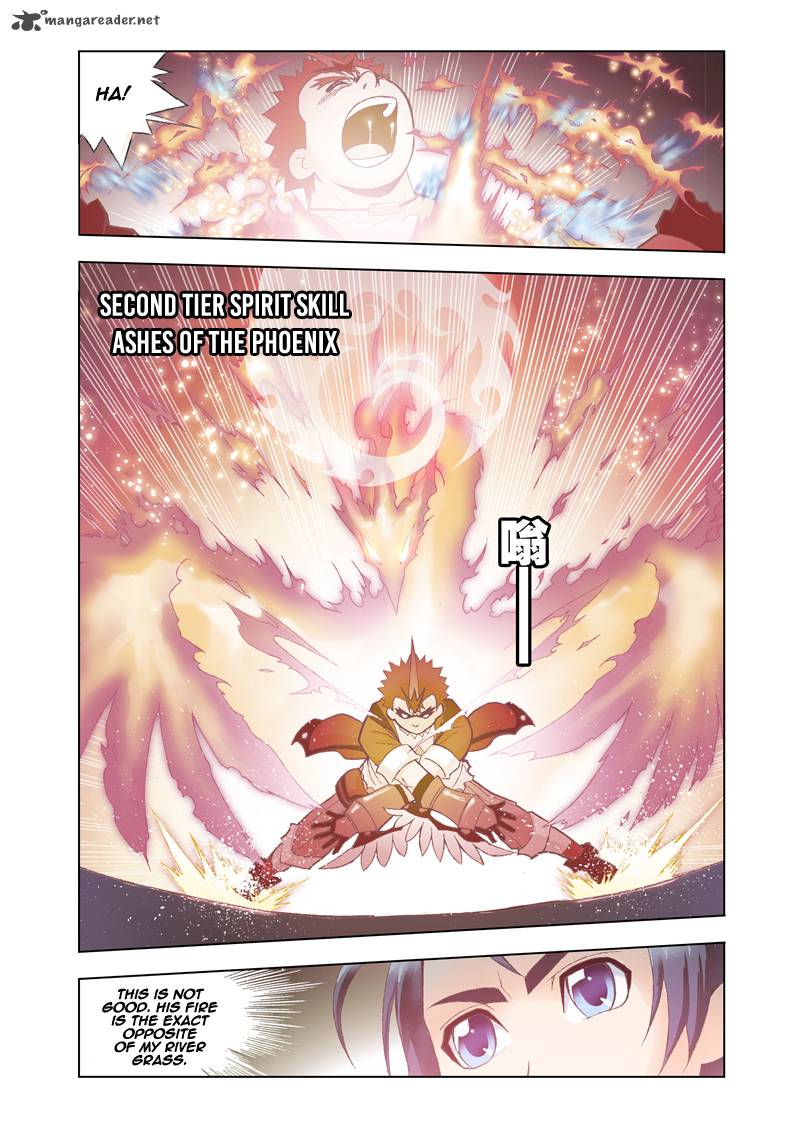 mangareader.net
HA!
SECOND TIER SPIRIT SKILL
ASHES OF THE PHOENIX
嗡
THIS IS NOT
GOOD. HIS FIRE
IS THE EXACT
OPPOSITE
OF MY RIVER
GRASS.